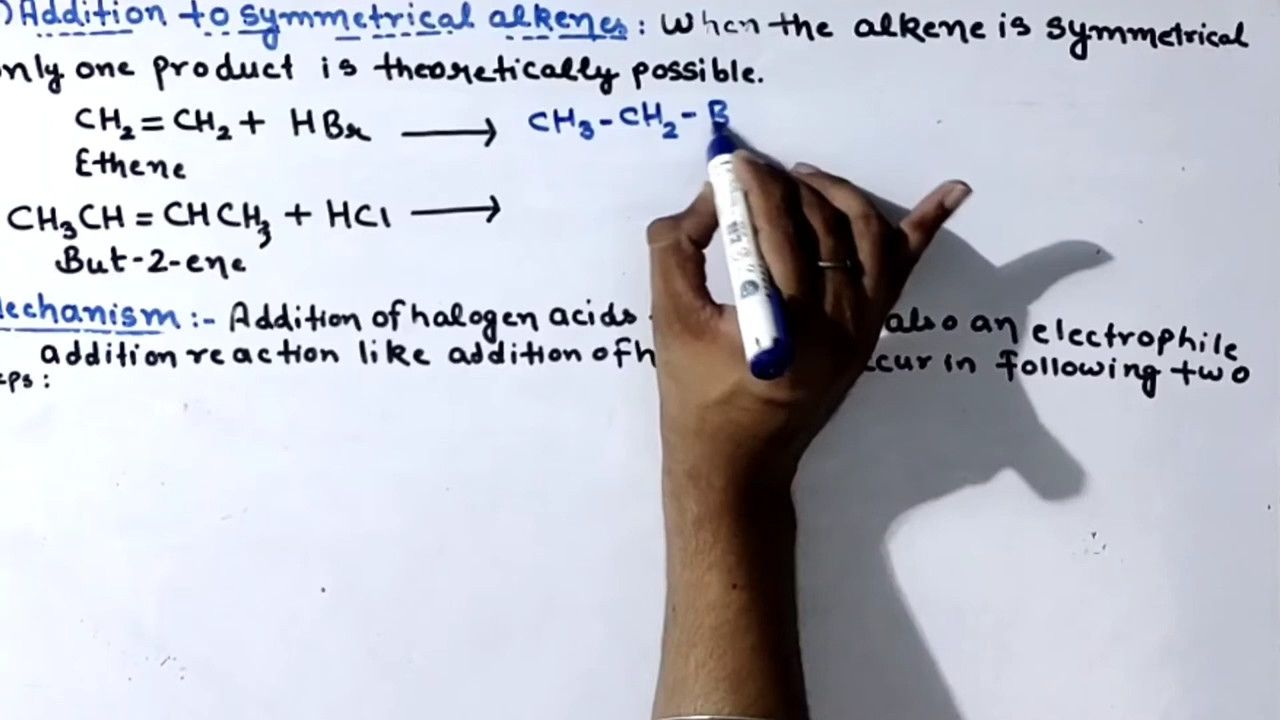 ) Addition to symmetrical alkenes: When the alkene is symmetrical
nly one product is theoretically possible.
CH₂ = CH₂ + HBr ⟶ CH₃ - CH₂ - B
Ethene
CH₃CH = CHCH₃ + HCl ⟶
But-2-ene
echanism :- Addition of halogen acids also an electrophile
addition reaction like addition of h cur in following two
eps :